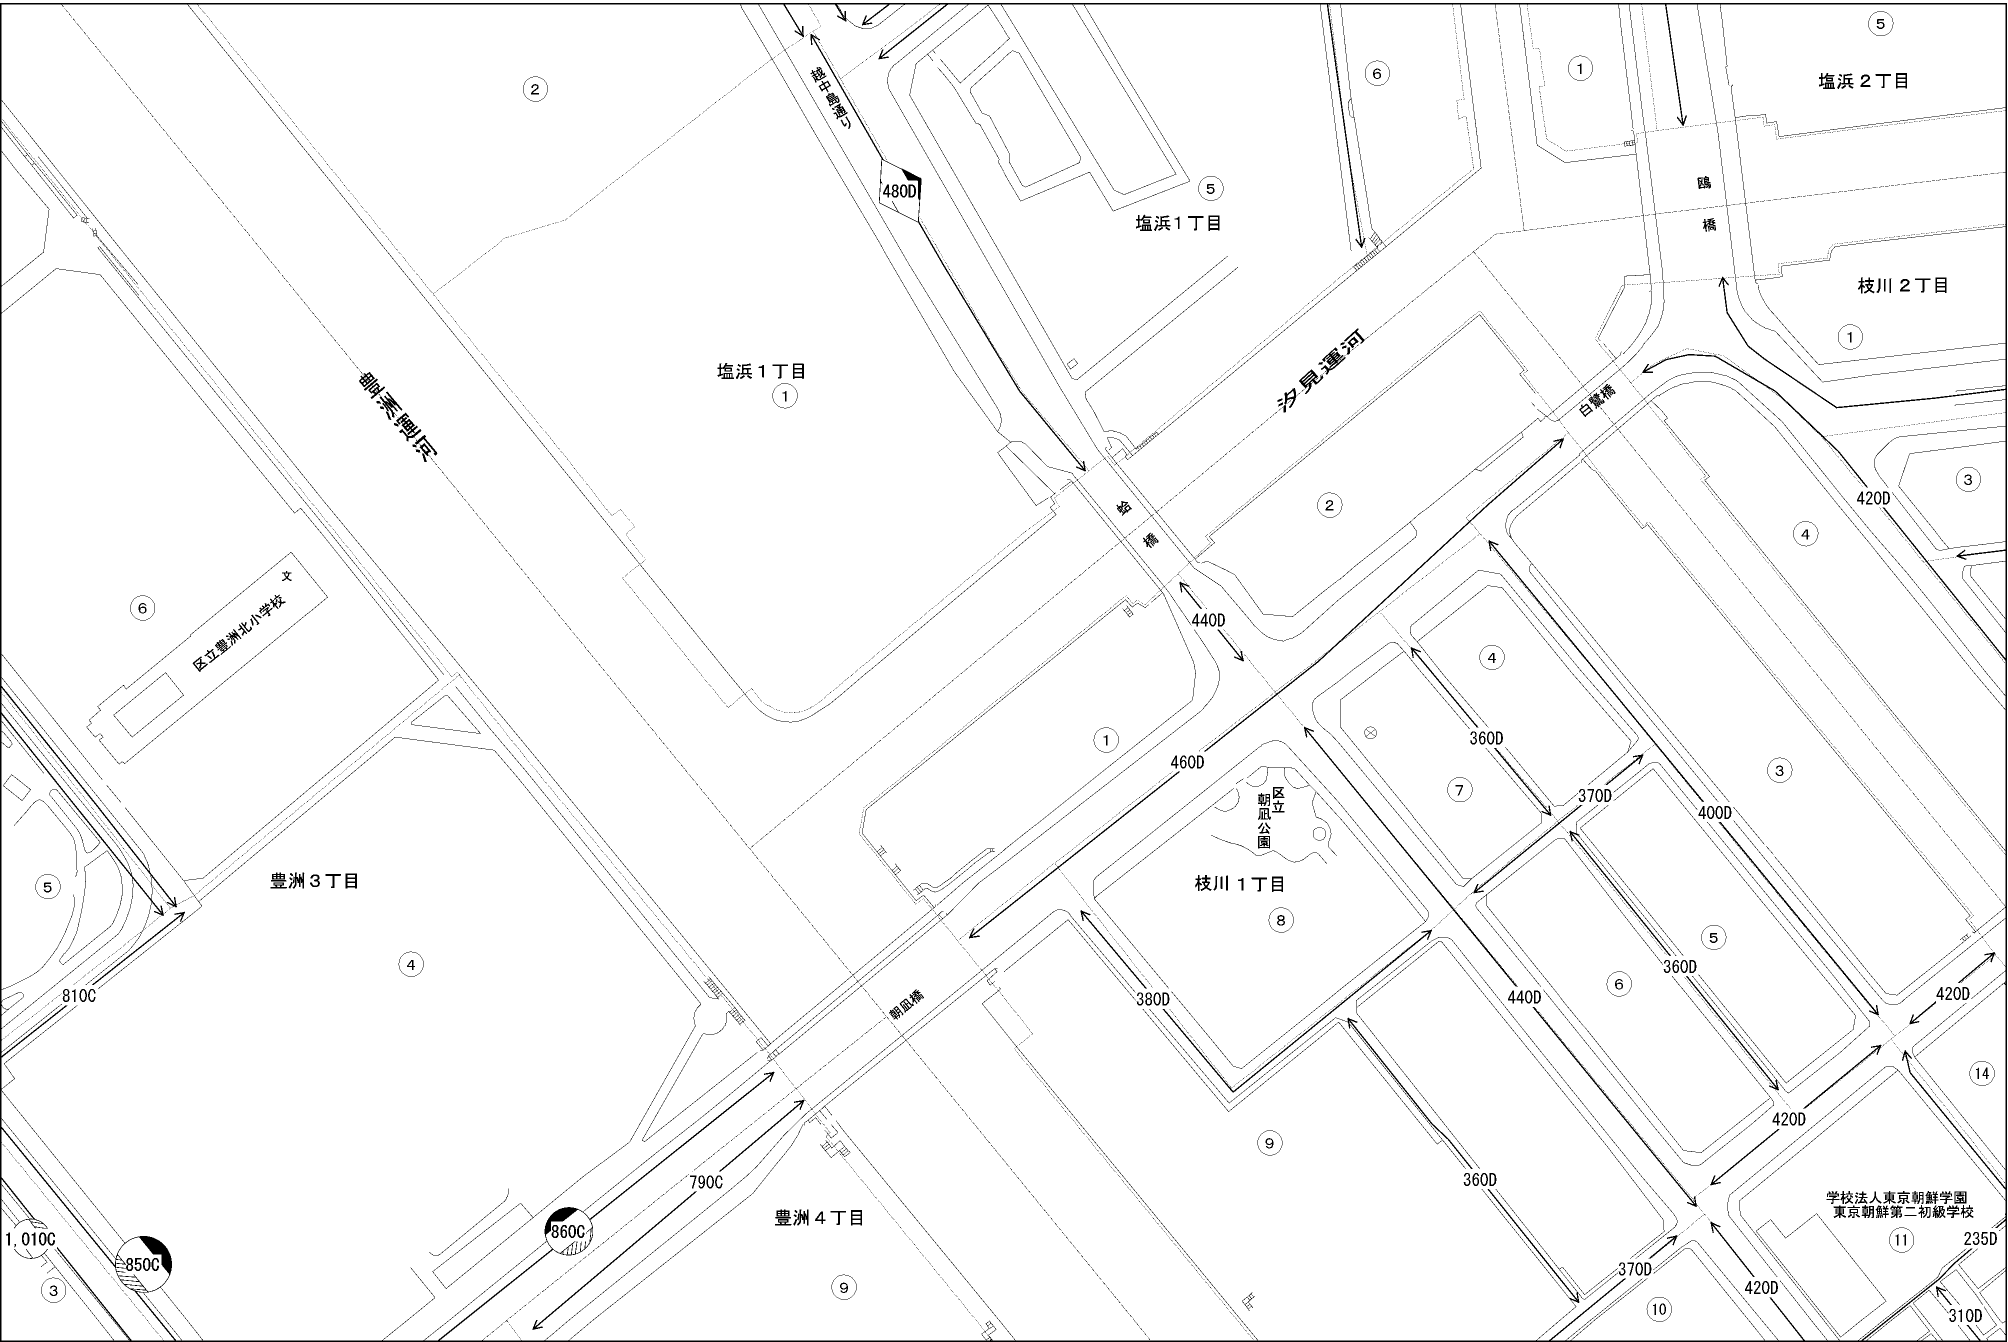 越中島通り
480D
②
⑤
塩浜1丁目
⑥
①
⑤
塩浜2丁目
鴎橋
枝川2丁目
①
塩浜1丁目
①
豊洲運河
汐見運河
白鷺橋
420D
③
④
②
蛤橋
440D
⑥
文
区立豊洲北小学校
④
360D
⑦
370D
400D
③
①
460D
区立
朝凪公園
枝川1丁目
⑧
⑤
豊洲3丁目
④
810C
380D
朝凪橋
440D
360D
⑤
⑥
420D
⑭
420D
⑨
360D
790C
860C
豊洲4丁目
⑨
1,010C
850C
③
学校法人東京朝鮮学園
東京朝鮮第二初級学校
⑪
235D
370D
420D
⑩
310D